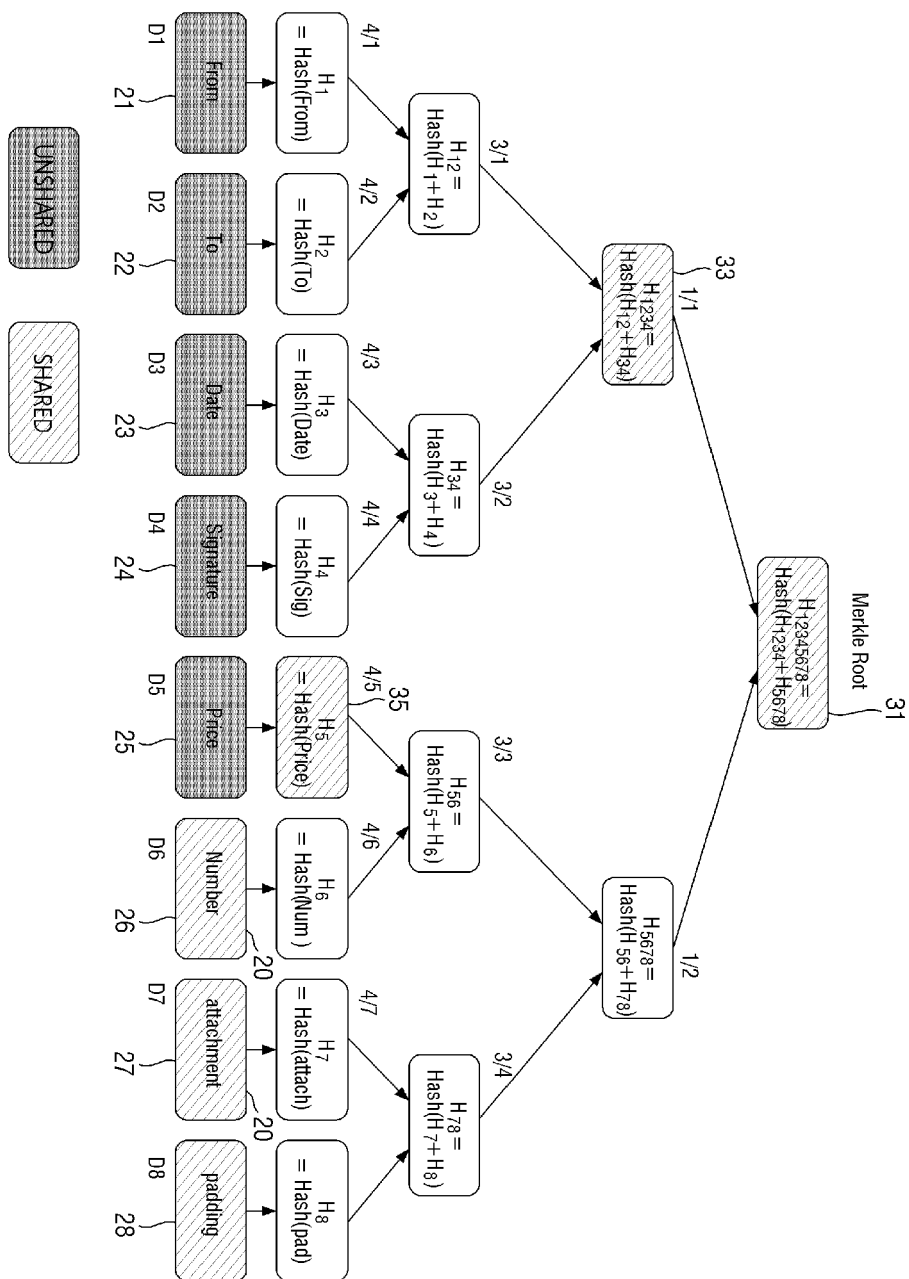 Merkle Root
31
H12345678 =
Hash(H1234 + H5678)
33
1/1
1/2
H1234 =
Hash(H12 + H34)
H5678 =
Hash(H56 + H78)
3/1
3/2
3/3
3/4
H12 =
Hash(H1 + H2)
H34 =
Hash(H3 + H4)
H56 =
Hash(H5 + H6)
H78 =
Hash(H7 + H8)
4/1
4/2
4/3
4/4
4/5
35
4/6
4/7
H1
= Hash(From)
H2
= Hash(To)
H3
= Hash(Date)
H4
= Hash(Sig)
H5
= Hash(Price)
H6
= Hash(Num )
H7
= Hash(attach)
H8
= Hash(pad)
20
20
From
To
Date
Signature
Price
Number
attachment
padding
D1
D2
D3
D4
D5
D6
D7
D8
21
22
23
24
25
26
27
28
UNSHARED
SHARED